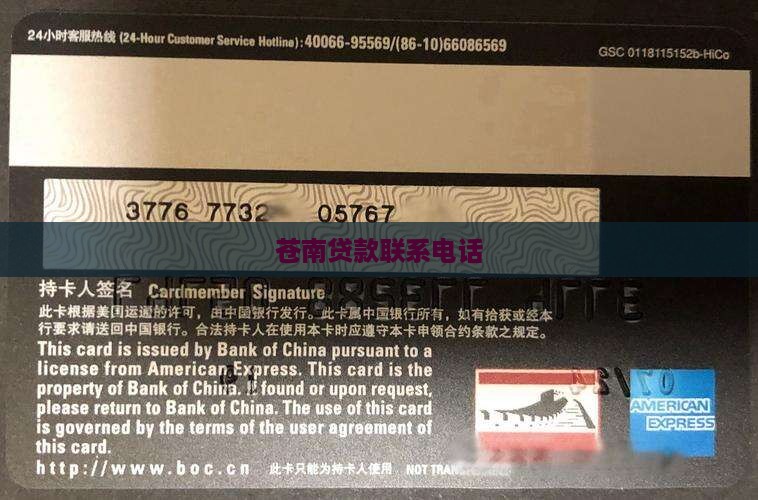 24小时客服热线 (24-Hour Customer Service Hotline):40066-95569/(86-10)66086569
GSC 0118115152b-HiCo
3776 7732 05767
苍南贷款联系电话
持卡人签名 Cardmember Signature
此卡根据美国运通的许可，由中国银行发行。此卡属中国银行所有，如有拾获或经本
行要求请送回中国银行。合法持卡人在使用本卡时应遵守本卡申领合约条款之规定。
This card is issued by Bank of China pursuant to a
license from American Express. This card is the
property of Bank of China. If found or upon request,
please return to Bank of China. The use of this card
is governed by the terms of the user agreement of
this card.
AMERICAN
EXPRESS
http://www.boc.cn 此卡只能为持卡人使用 NOT